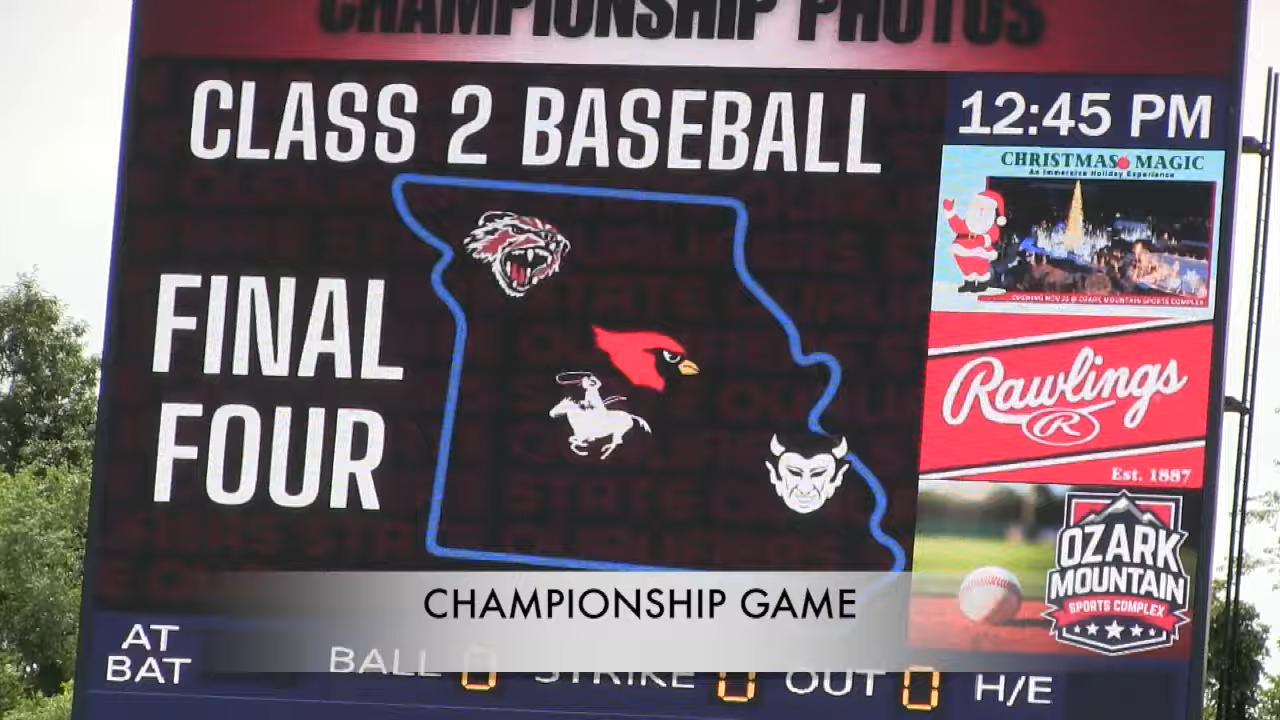 CHAMPIONSHIP PHOTOS
CLASS 2 BASEBALL
FINAL
FOUR
12:45 PM
CHRISTMAS MAGIC
An Immersive Holiday Experience
Rawlings
R
Est. 1887
OZARK
MOUNTAIN
SPORTS COMPLEX
CHAMPIONSHIP GAME
AT
BAT
BALL 0 STRIKE 0 OUT 0 H/E